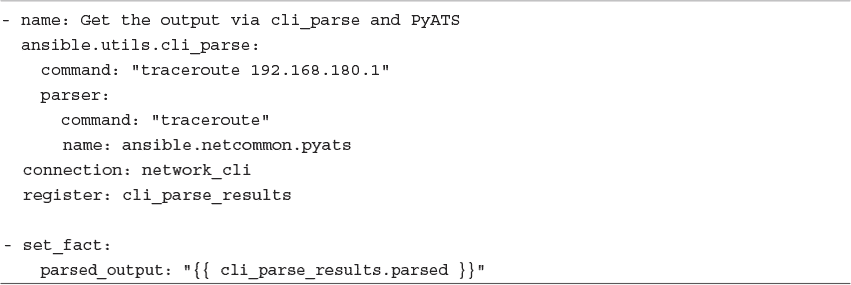 - name: Get the output via cli_parse and PyATS
  ansible.utils.cli_parse:
    command: "traceroute 192.168.180.1"
    parser:
      command: "traceroute"
      name: ansible.netcommon.pyats
  connection: network_cli
  register: cli_parse_results

- set_fact:
    parsed_output: "{{ cli_parse_results.parsed }}"